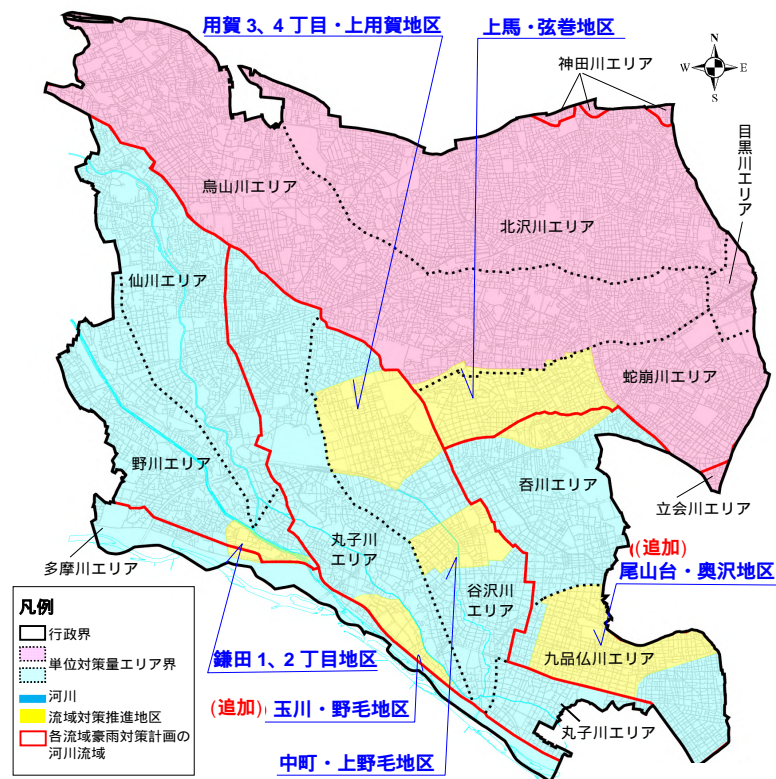 用賀 3、4 丁目・上用賀地区
上馬・弦巻地区
神田川エリア
N
W
E
S
目黒川エリア
烏山川エリア
北沢川エリア
仙川エリア
蛇崩川エリア
野川エリア
呑川エリア
立会川エリア
丸子川
エリア
多摩川エリア
(追加)
尾山台・奥沢地区
谷沢川
エリア
九品仏川エリア
鎌田 1、2 丁目地区
(追加)
玉川・野毛地区
丸子川エリア
中町・上野毛地区
凡例
行政界
単位対策量エリア界
河川
流域対策推進地区
各流域豪雨対策計画の
河川流域